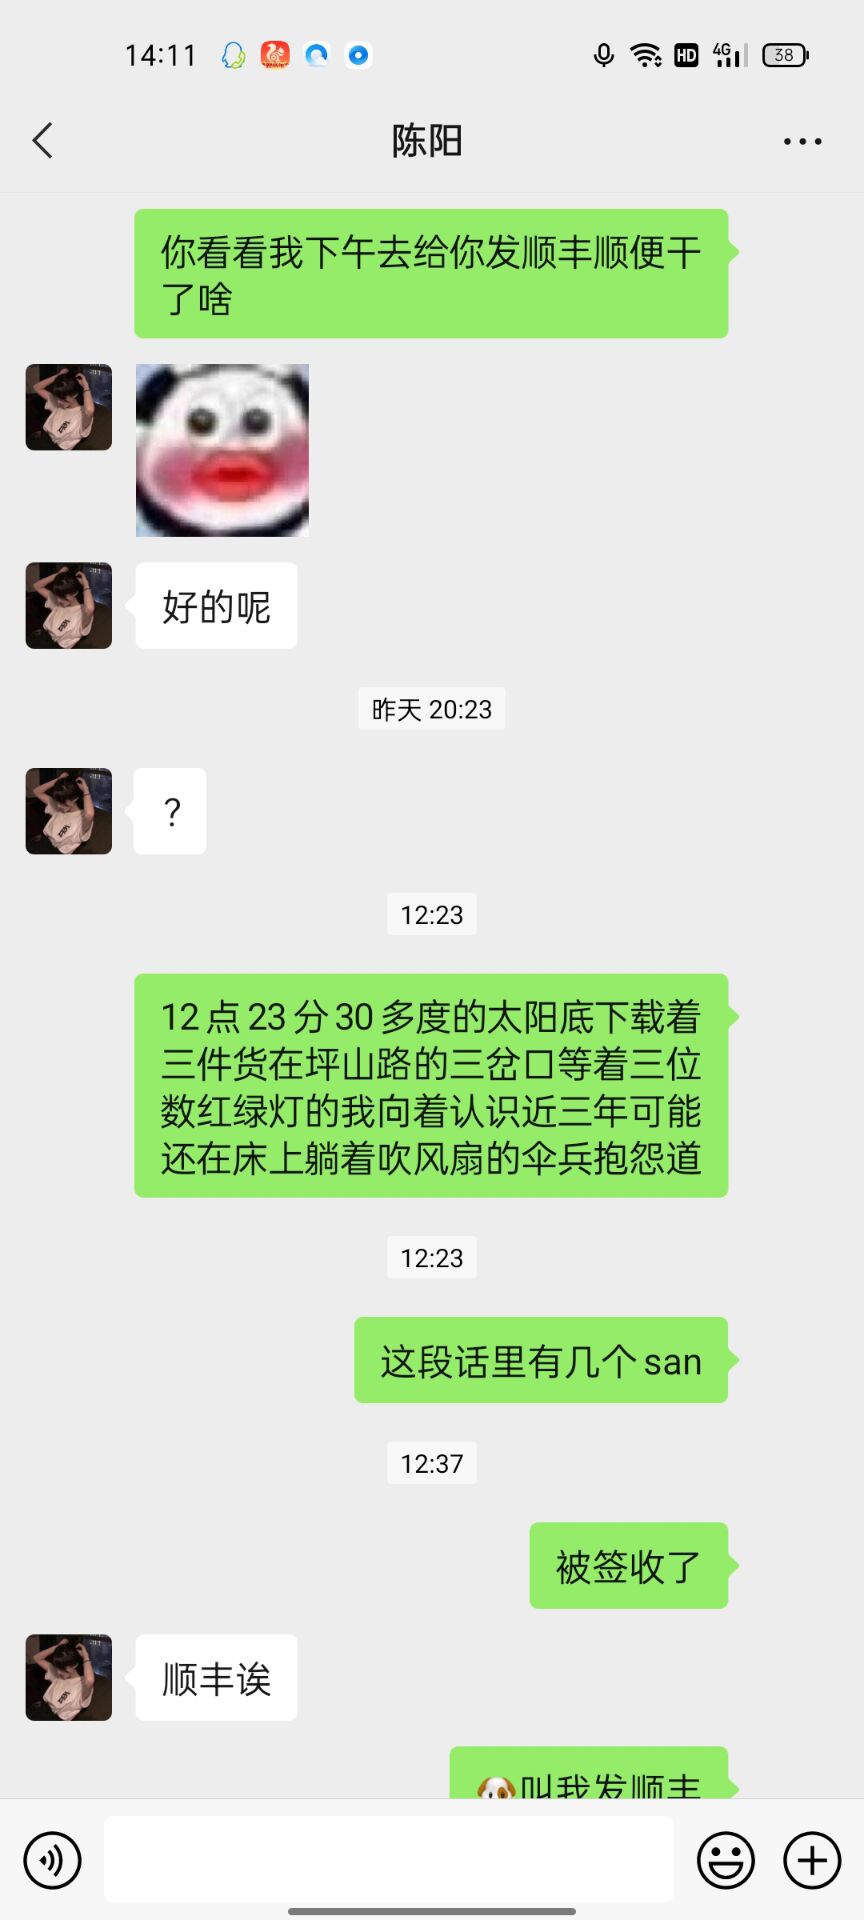 14:11
HD 4G 38
陈阳
你看看我下午去给你发顺丰顺便干
了啥
好的呢
昨天 20:23
?
12:23
12点23分30多度的太阳底下载着
三件货在坪山路的三岔口等着三位
数红绿灯的我向着认识近三年可能
还在床上躺着吹风扇的伞兵抱怨道
12:23
这段话里有几个san
12:37
被签收了
顺丰诶
叫我发顺丰